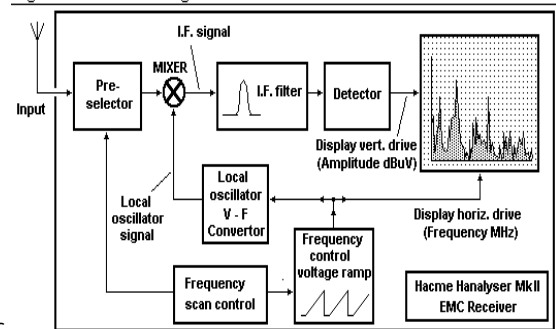 I.F. signal
MIXER
Pre-
selector
I.F. filter
Detector
Input
Display vert. drive
(Amplitude dBuV)
Local
oscillator
signal
Local
oscillator
V - F
Convertor
Display horiz. drive
(Frequency MHz)
Frequency
control
voltage ramp
Frequency
scan control
Hacme Hanalyser MkII
EMC Receiver